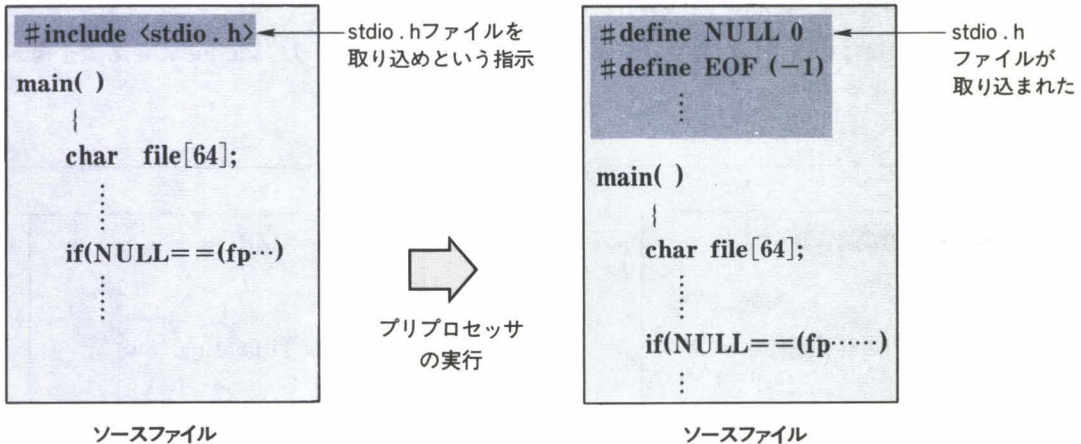 #include <stdio.h>
main( )
{
char file[64];
⋮
if(NULL==(fp…)
⋮
stdio.hファイルを
取り込めという指示
プリプロセッサ
の実行
#define NULL 0
#define EOF (−1)
⋮
main( )
{
char file[64];
⋮
if(NULL==(fp……)
⋮
stdio.h
ファイルが
取り込まれた
ソースファイル
ソースファイル